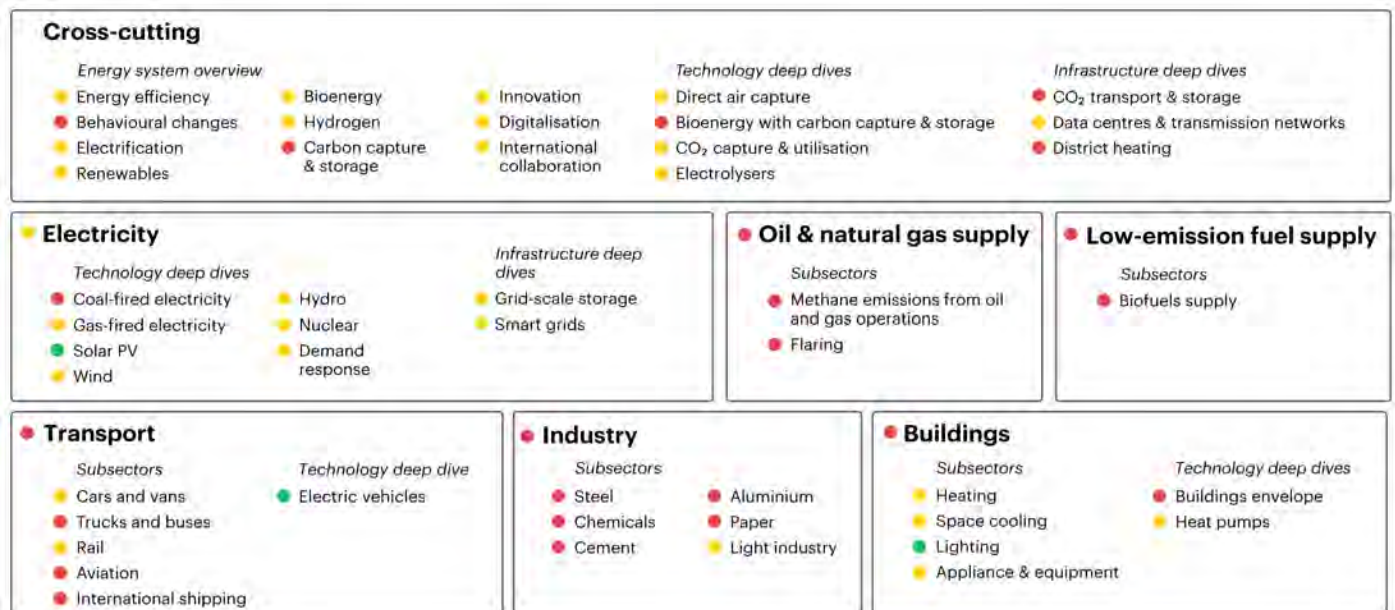 Cross-cutting
Energy system overview
Energy efficiency
Behavioural changes
Electrification
Renewables
Bioenergy
Hydrogen
Carbon capture
& storage
Innovation
Digitalisation
International
collaboration
Technology deep dives
Direct air capture
Bioenergy with carbon capture & storage
CO₂ capture & utilisation
Electrolysers
Infrastructure deep dives
CO₂ transport & storage
Data centres & transmission networks
District heating
Electricity
Technology deep dives
Coal-fired electricity
Gas-fired electricity
Solar PV
Wind
Hydro
Nuclear
Demand
response
Infrastructure deep
dives
Grid-scale storage
Smart grids
Oil & natural gas supply
Subsectors
Methane emissions from oil
and gas operations
Flaring
Low-emission fuel supply
Subsectors
Biofuels supply
Transport
Subsectors
Cars and vans
Trucks and buses
Rail
Aviation
International shipping
Technology deep dive
Electric vehicles
Industry
Subsectors
Steel
Chemicals
Cement
Aluminium
Paper
Light industry
Buildings
Subsectors
Heating
Space cooling
Lighting
Appliance & equipment
Technology deep dives
Buildings envelope
Heat pumps